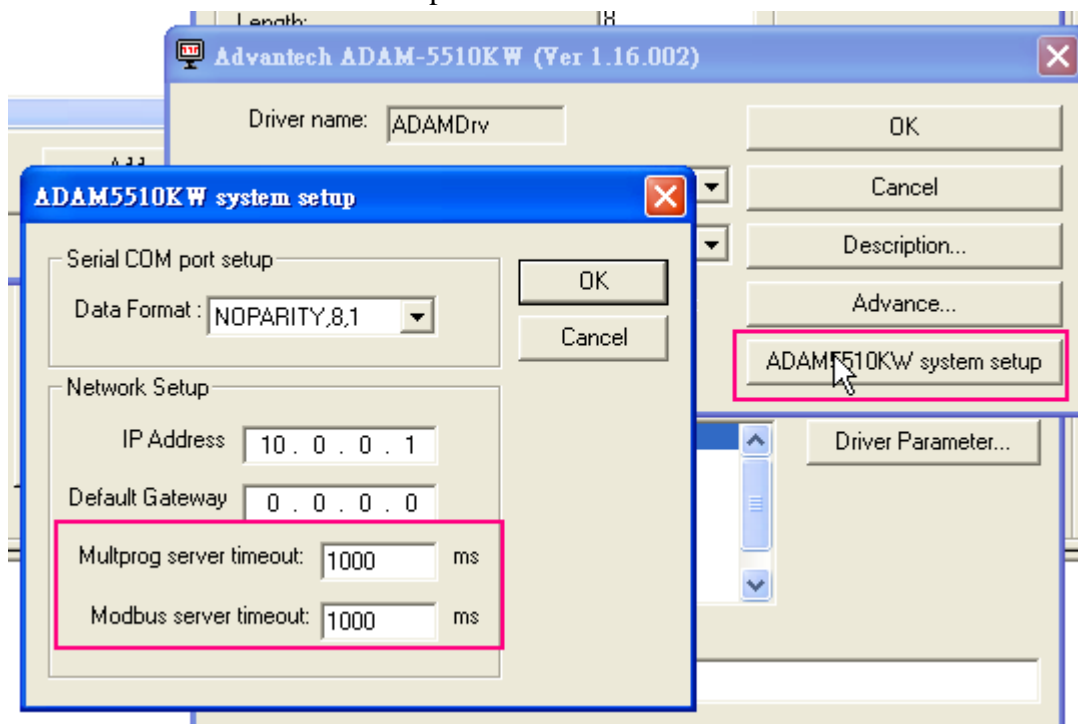 Length: 8
Advantech ADAM-5510KW (Ver 1.16.002)
Driver name: ADAMDrv
OK
Cancel
Description...
Advance...
ADAM5510KW system setup
Driver Parameter...
ADAM5510KW system setup
Serial COM port setup
Data Format : NOPARITY,8,1
OK
Cancel
Network Setup
IP Address 10 . 0 . 0 . 1
Default Gateway 0 . 0 . 0 . 0
Multprog server timeout: 1000 ms
Modbus server timeout: 1000 ms